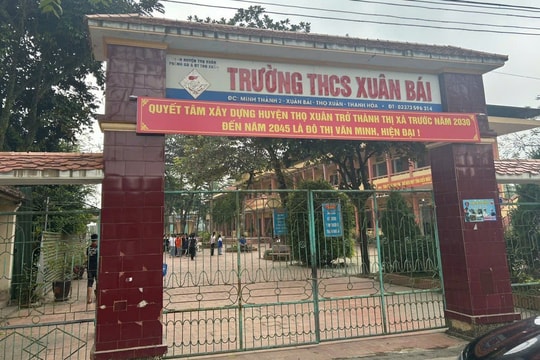 TRƯỜNG THCS XUÂN BÁI
ĐC: MINH THÀNH 2 - XUÂN BÁI - THỌ XUÂN - THANH HÓA
QUYẾT TÂM XÂY DỰNG HUYỆN THỌ XUÂN TRỞ THÀNH THỊ XÃ TRƯỚC NĂM 2030
ĐẾN NĂM 2045 LÀ ĐÔ THỊ VĂN MINH, HIỆN ĐẠI !